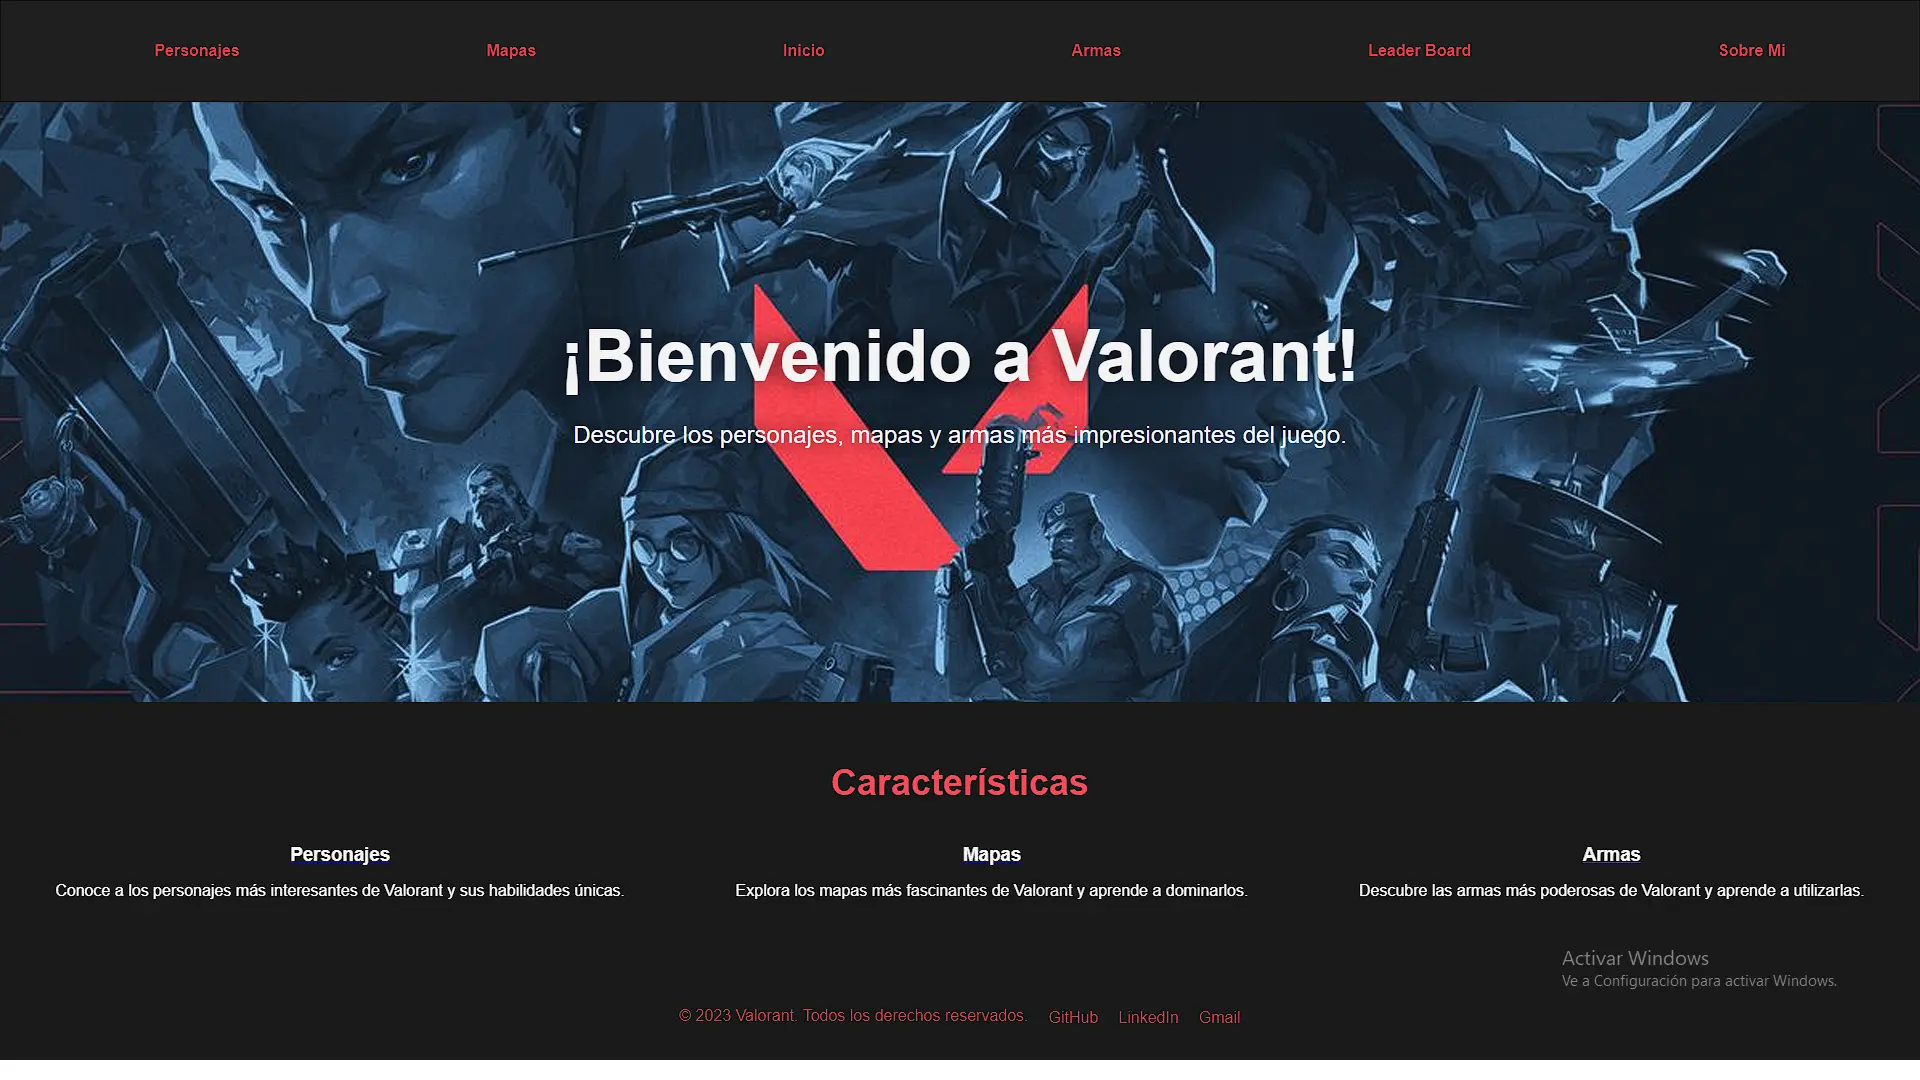 Personajes
Mapas
Inicio
Armas
Leader Board
Sobre Mi
¡Bienvenido a Valorant!
Descubre los personajes, mapas y armas más impresionantes del juego.
Características
Personajes
Conoce a los personajes más interesantes de Valorant y sus habilidades únicas.
Mapas
Explora los mapas más fascinantes de Valorant y aprende a dominarlos.
Armas
Descubre las armas más poderosas de Valorant y aprende a utilizarlas.
Activar Windows
Ve a Configuración para activar Windows.
© 2023 Valorant. Todos los derechos reservados.
GitHub
LinkedIn
Gmail